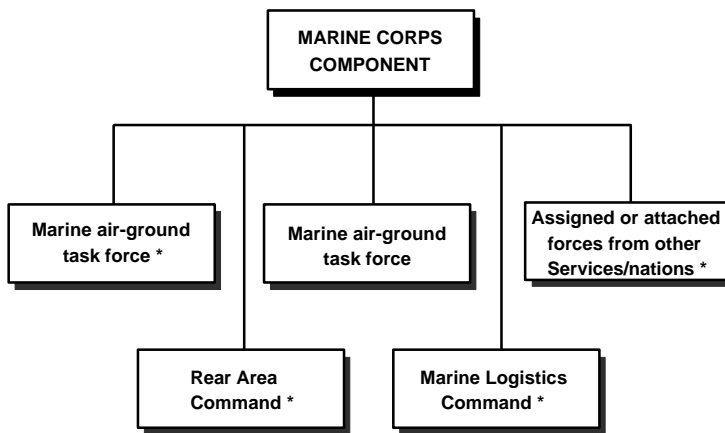 MARINE CORPS
COMPONENT
Marine air-ground
task force *
Marine air-ground
task force
Assigned or attached
forces from other
Services/nations *
Rear Area
Command *
Marine Logistics
Command *